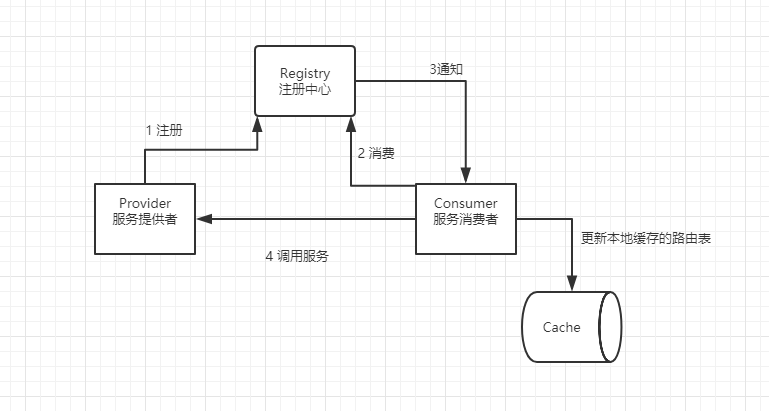 Registry
注册中心
3通知
1 注册
2 消费
Provider
服务提供者
Consumer
服务消费者
4 调用服务
更新本地缓存的路由表
Cache